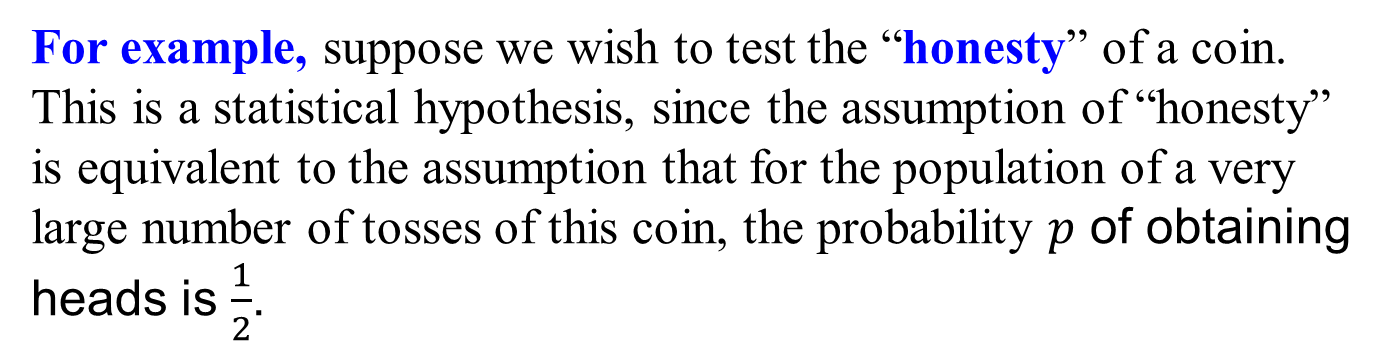 For example, suppose we wish to test the “honesty” of a coin.
This is a statistical hypothesis, since the assumption of “honesty”
is equivalent to the assumption that for the population of a very
large number of tosses of this coin, the probability p of obtaining
heads is 1/2.